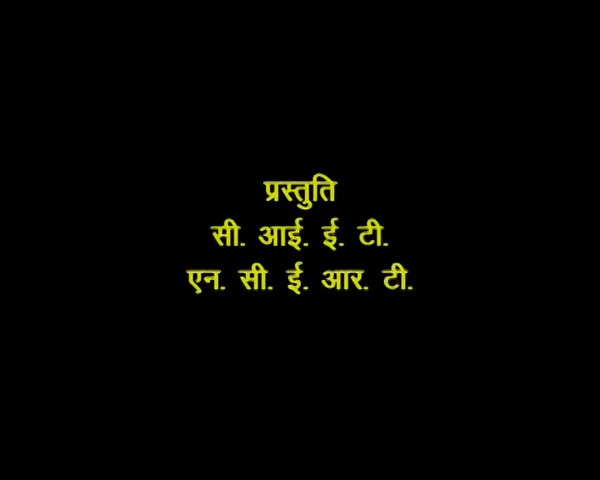 प्रस्तुति
सी. आई. ई. टी.
एन. सी. ई. आर. टी.